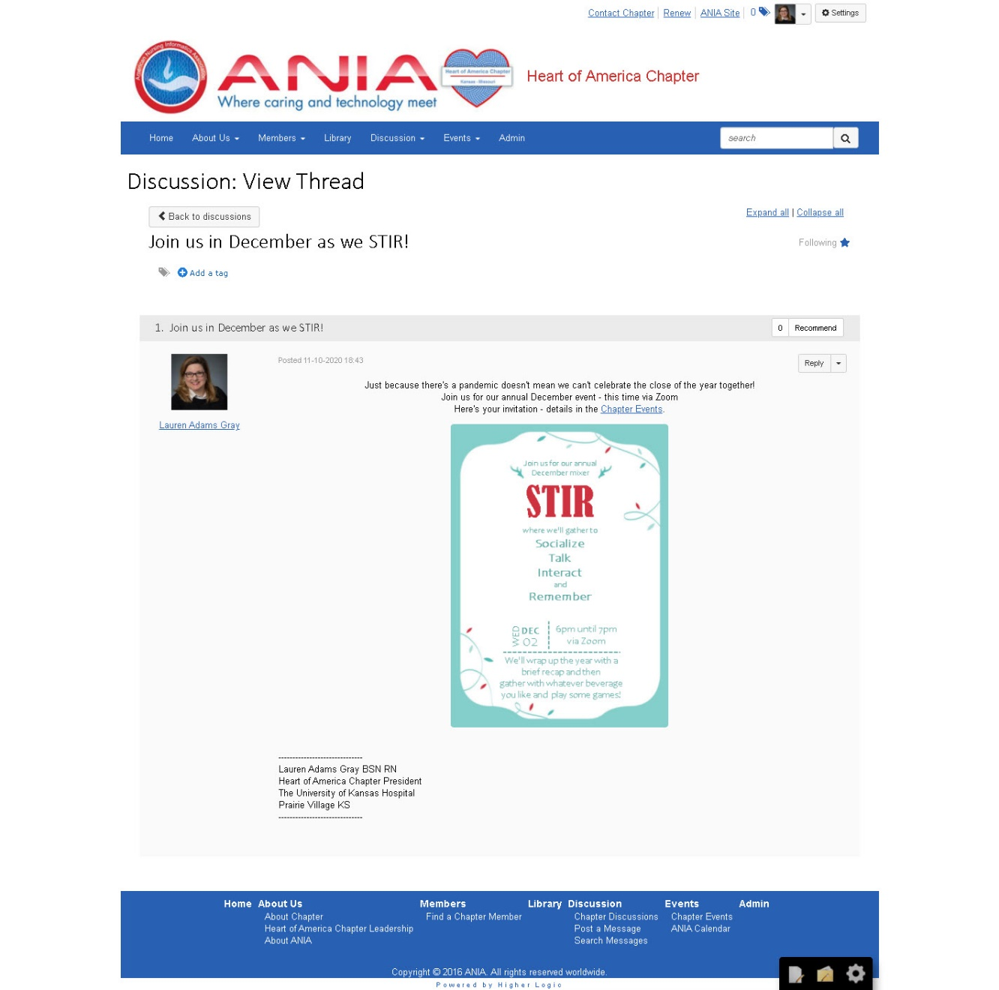 Contact Chapter | Renew | ANIA Site | 0 Settings
American Nursing Informatics Association
ANIA
Where caring and technology meet
Heart of America Chapter
Kansas - Missouri
Heart of America Chapter
Home About Us Members Library Discussion Events Admin search
Discussion: View Thread
Back to discussions
Expand all | Collapse all
Join us in December as we STIR!
Following
Add a tag
1. Join us in December as we STIR!
0 Recommend
Posted 11-10-2020 18:43
Reply
Lauren Adams Gray
Just because there's a pandemic doesn't mean we can't celebrate the close of the year together!
Join us for our annual December event - this time via Zoom
Here's your invitation - details in the Chapter Events.
Join us for our annual
December mixer
STIR
where we'll gather to
Socialize
Talk
Interact
and
Remember
WED DEC 02
6pm until 7pm
via Zoom
We'll wrap up the year with a
brief recap and then
gather with whatever beverage
you like and play some games!
------------------------------
Lauren Adams Gray BSN RN
Heart of America Chapter President
The University of Kansas Hospital
Prairie Village KS
------------------------------
Home About Us Members Library Discussion Events Admin
About Chapter Find a Chapter Member Chapter Discussions Chapter Events
Heart of America Chapter Leadership Post a Message ANIA Calendar
About ANIA Search Messages
Copyright © 2016 ANIA. All rights reserved worldwide.
Powered by Higher Logic